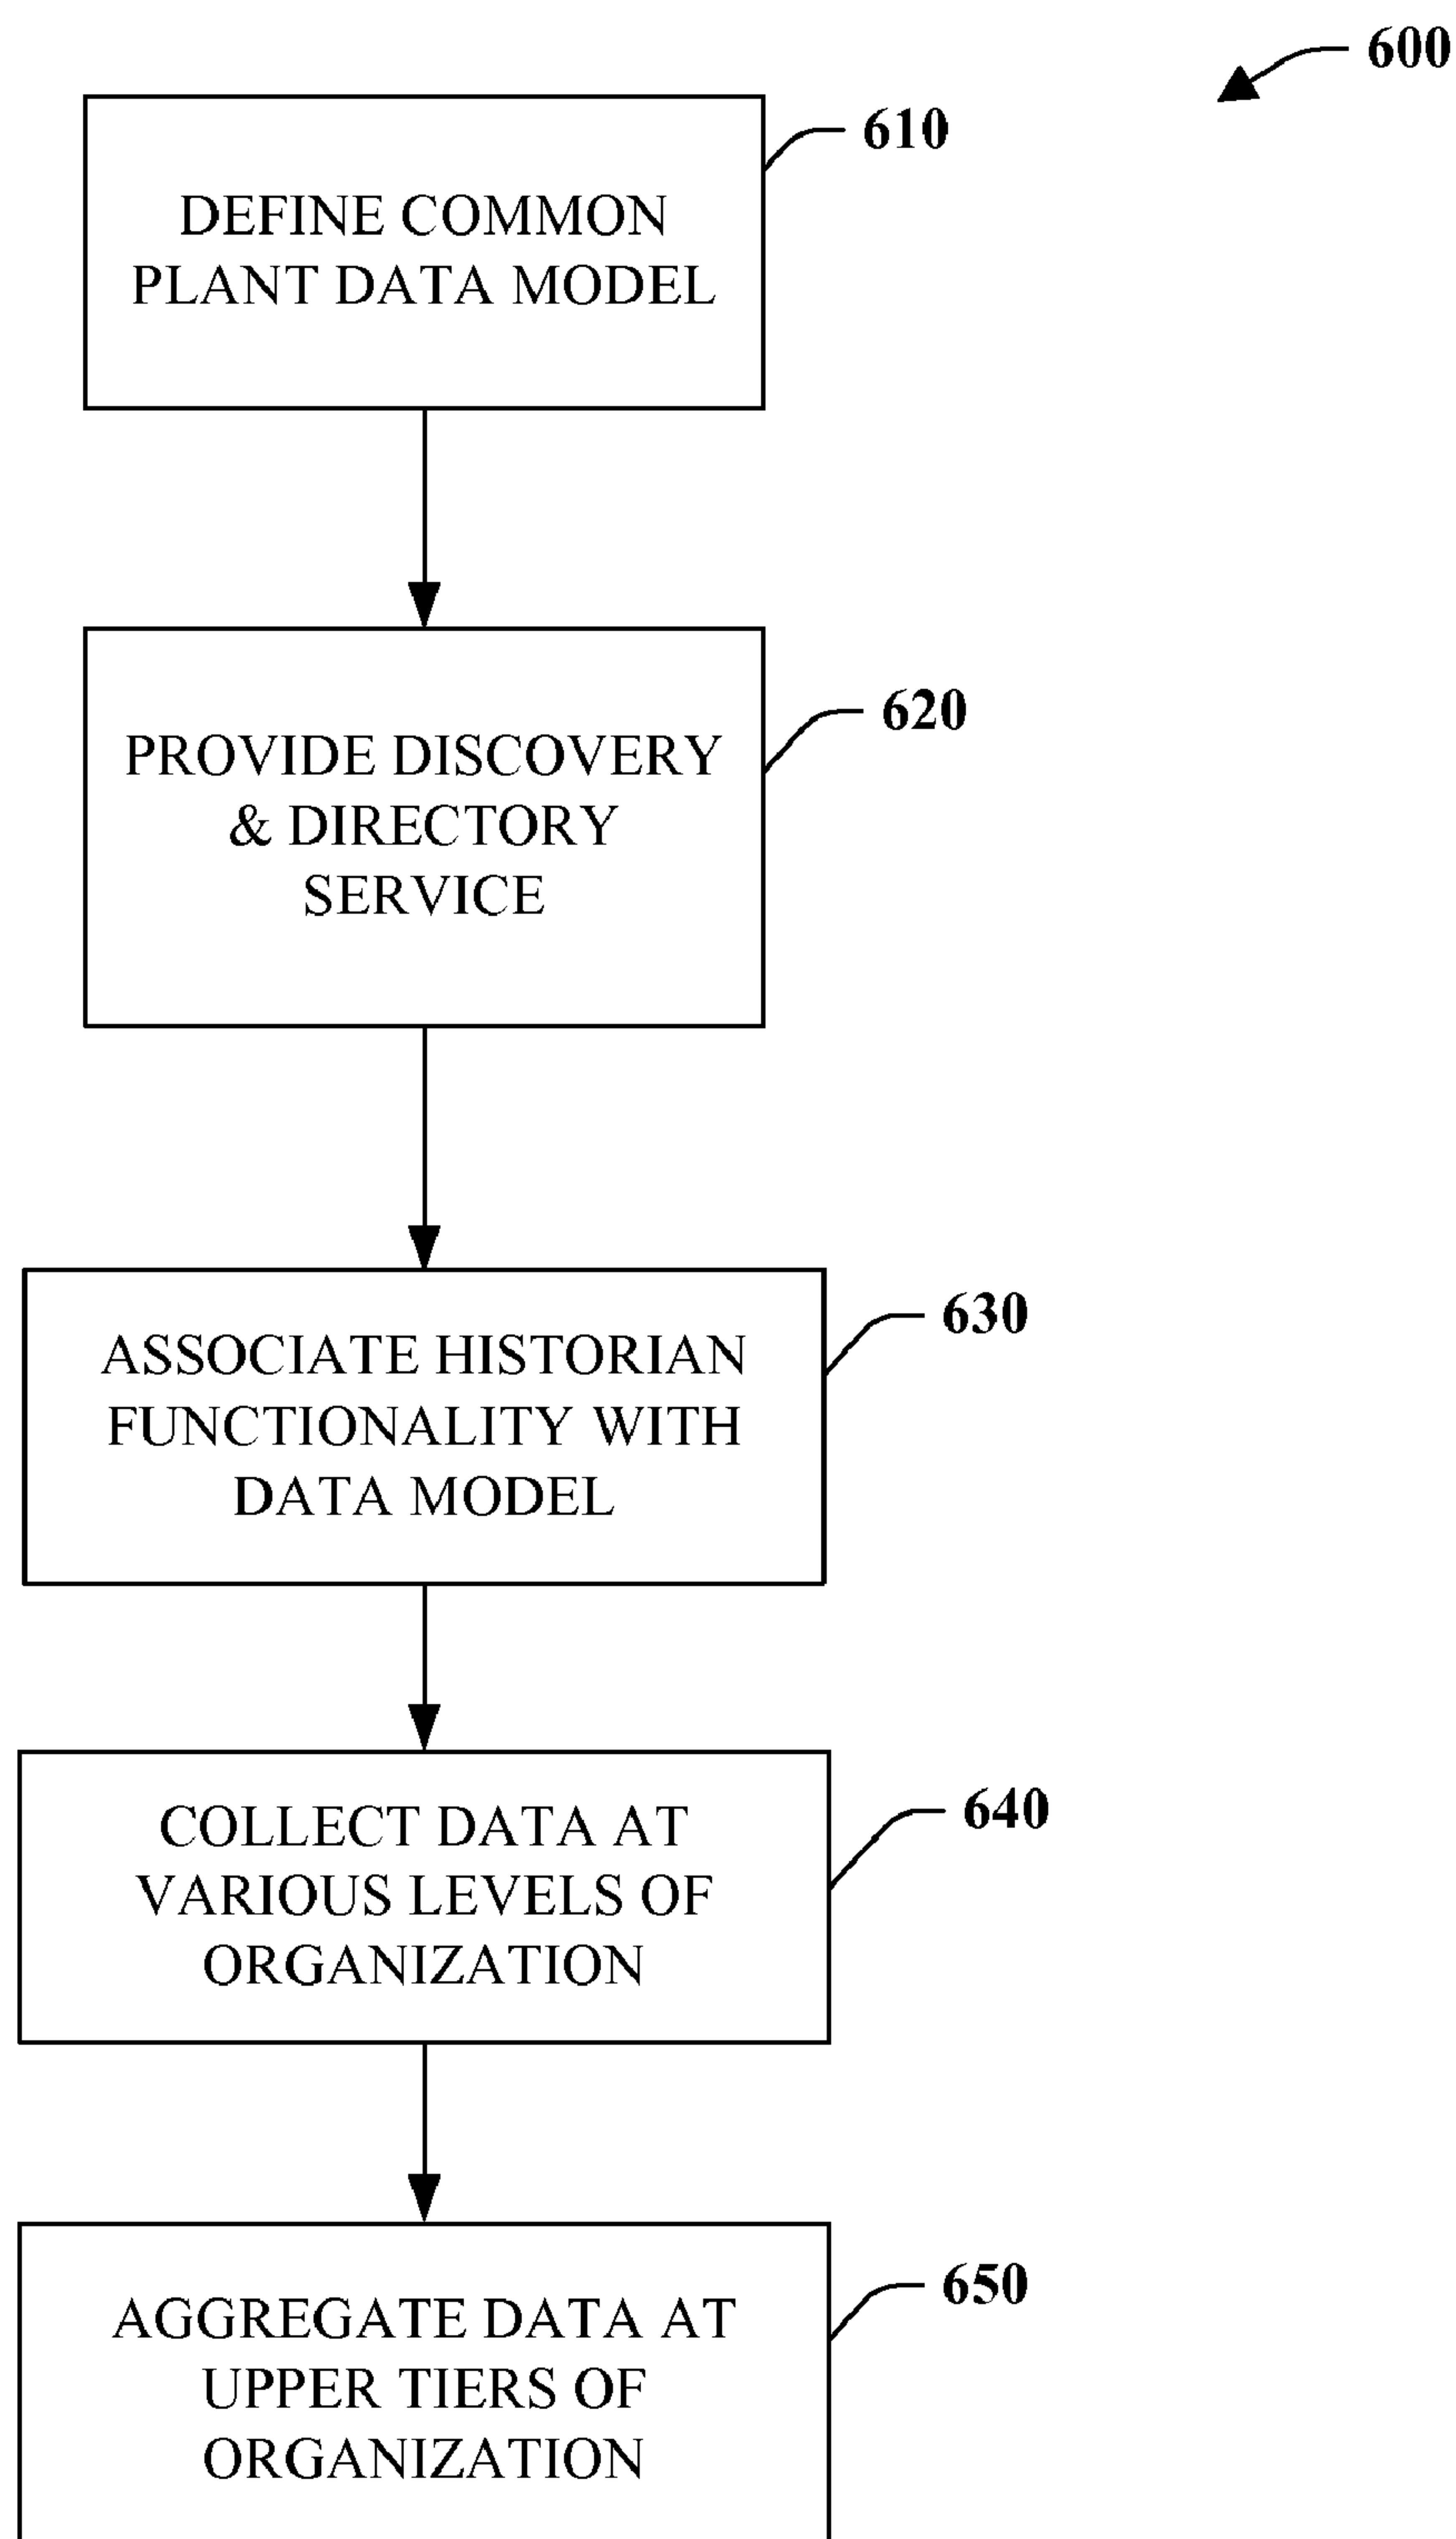 600
610
DEFINE COMMON
PLANT DATA MODEL
620
PROVIDE DISCOVERY
& DIRECTORY
SERVICE
630
ASSOCIATE HISTORIAN
FUNCTIONALITY WITH
DATA MODEL
640
COLLECT DATA AT
VARIOUS LEVELS OF
ORGANIZATION
650
AGGREGATE DATA AT
UPPER TIERS OF
ORGANIZATION